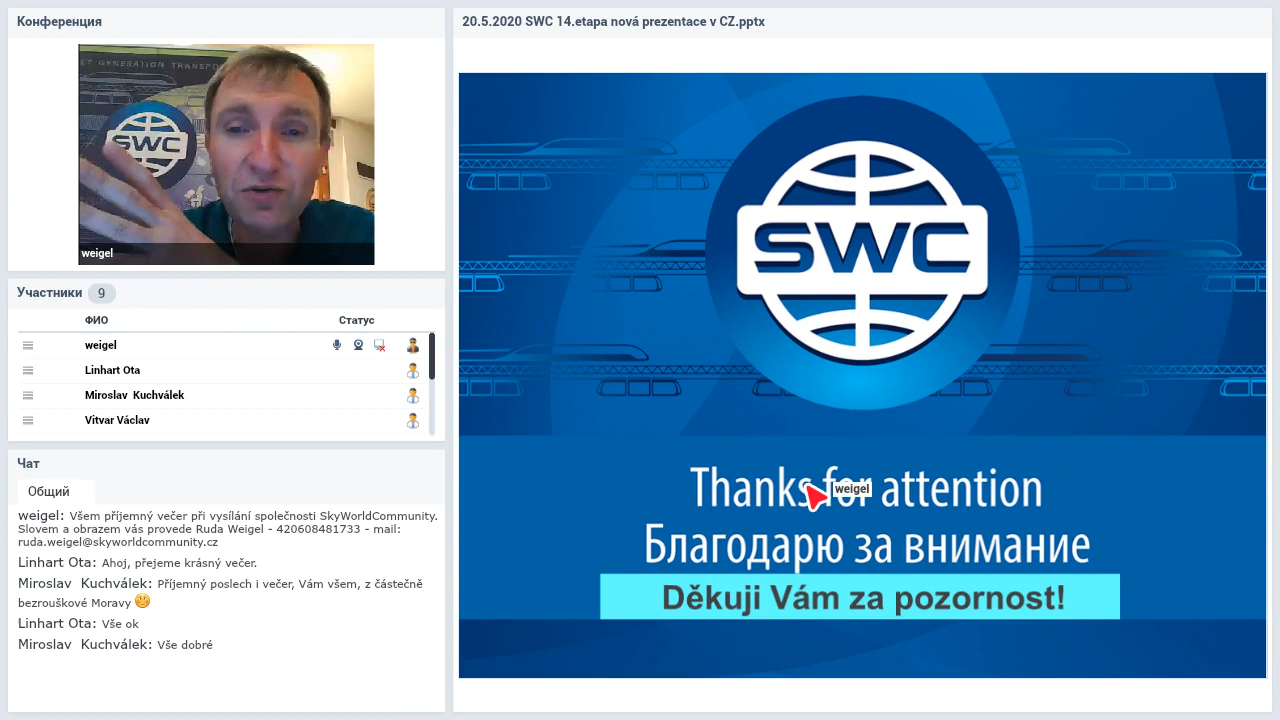 Конференция
KT GENERATION TRANSPO
SWC
weigel
Участники 9
ФИО Статус
weigel
Linhart Ota
Miroslav Kuchválek
Vitvar Václav
Чат
Общий
weigel: Všem příjemný večer při vysílání společnosti SkyWorldCommunity.
Slovem a obrazem vás provede Ruda Weigel - 420608481733 - mail:
ruda.weigel@skyworldcommunity.cz
Linhart Ota: Ahoj, přejeme krásný večer.
Miroslav Kuchválek: Příjemný poslech i večer, Vám všem, z částečně
bezrouškové Moravy
Linhart Ota: Vše ok
Miroslav Kuchválek: Vše dobré
20.5.2020 SWC 14.etapa nová prezentace v CZ.pptx
SWC
Thanks for attention
weigel
Благодарю за внимание
Děkuji Vám za pozornost!